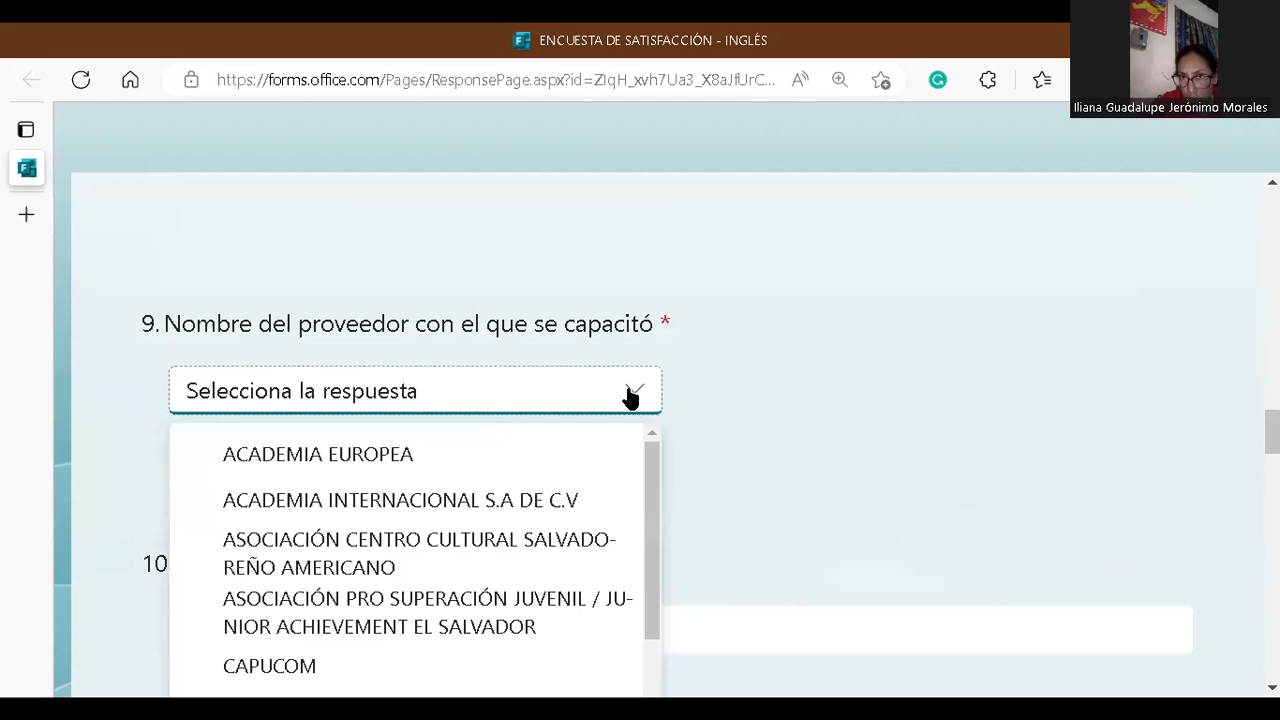 ENCUESTA DE SATISFACCIÓN - INGLÉS
https://forms.office.com/Pages/ResponsePage.aspx?id=ZIqH_xvh7Ua3_X8aJfUrC...
Iliana Guadalupe Jerónimo Morales
9. Nombre del proveedor con el que se capacitó *
Selecciona la respuesta
ACADEMIA EUROPEA
ACADEMIA INTERNACIONAL S.A DE C.V
ASOCIACIÓN CENTRO CULTURAL SALVADO-
REÑO AMERICANO
10
ASOCIACIÓN PRO SUPERACIÓN JUVENIL / JU-
NIOR ACHIEVEMENT EL SALVADOR
CAPUCOM